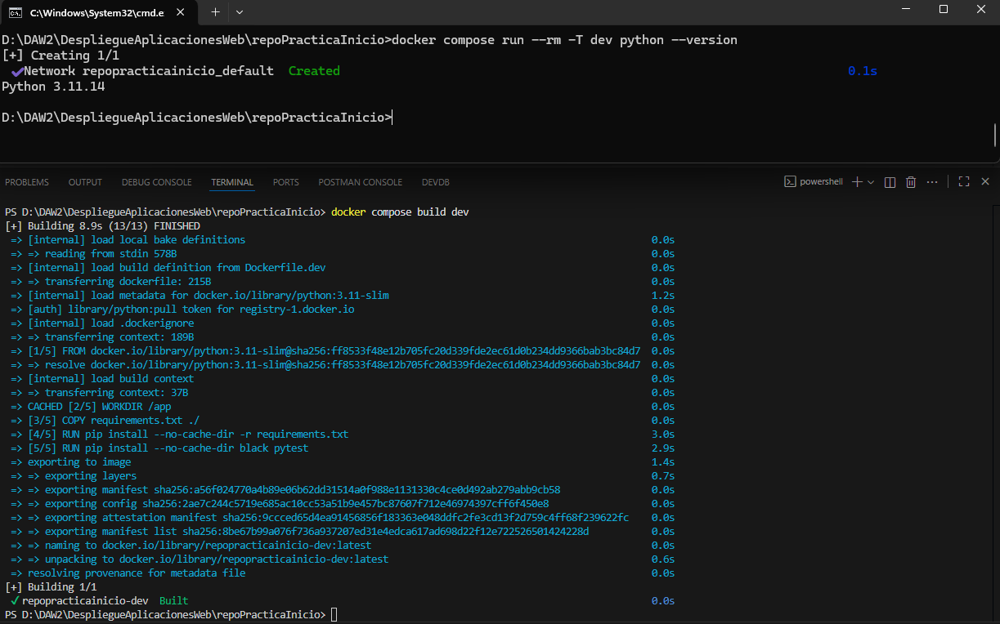 C:\Windows\System32\cmd.e
D:\DAW2\DespliegueAplicacionesWeb\repoPracticaInicio>docker compose run --rm -T dev python --version
[+] Creating 1/1
✔Network repopracticainicio_default  Created  0.1s
Python 3.11.14
D:\DAW2\DespliegueAplicacionesWeb\repoPracticaInicio>
PROBLEMS OUTPUT DEBUG CONSOLE TERMINAL PORTS POSTMAN CONSOLE DEVDB powershell
PS D:\DAW2\DespliegueAplicacionesWeb\repoPracticaInicio> docker compose build dev
[+] Building 8.9s (13/13) FINISHED
=> [internal] load local bake definitions 0.0s
=> => reading from stdin 578B 0.0s
=> [internal] load build definition from Dockerfile.dev 0.0s
=> => transferring dockerfile: 215B 0.0s
=> [internal] load metadata for docker.io/library/python:3.11-slim 1.2s
=> [auth] library/python:pull token for registry-1.docker.io 0.0s
=> [internal] load .dockerignore 0.0s
=> => transferring context: 189B 0.0s
=> [1/5] FROM docker.io/library/python:3.11-slim@sha256:ff8533f48e12b705fc20d339fde2ec61d0b234dd9366bab3bc84d7 0.0s
=> => resolve docker.io/library/python:3.11-slim@sha256:ff8533f48e12b705fc20d339fde2ec61d0b234dd9366bab3bc84d7 0.0s
=> [internal] load build context 0.0s
=> => transferring context: 37B 0.0s
=> CACHED [2/5] WORKDIR /app 0.0s
=> [3/5] COPY requirements.txt ./ 0.0s
=> [4/5] RUN pip install --no-cache-dir -r requirements.txt 3.0s
=> [5/5] RUN pip install --no-cache-dir black pytest 2.9s
=> exporting to image 1.4s
=> => exporting layers 0.7s
=> => exporting manifest sha256:a56f024770a4b89e06b62dd31514a0f988e1131330c4ce0d492ab279abb9cb58 0.0s
=> => exporting config sha256:2ae7c244c5719e685ac10cc53a51b9e457bc87607f712e46974397cff6f450e8 0.0s
=> => exporting attestation manifest sha256:9ccced65d4ea91456856f183363e048ddfc2fe3cd13f2d759c4ff68f239622fc 0.0s
=> => exporting manifest list sha256:8be67b99a076f736a937207ed31e4edca617ad698d22f12e722526501424228d 0.0s
=> => naming to docker.io/library/repopracticainicio-dev:latest 0.0s
=> => unpacking to docker.io/library/repopracticainicio-dev:latest 0.6s
=> resolving provenance for metadata file 0.0s
[+] Building 1/1
✔ repopracticainicio-dev  Built 0.0s
PS D:\DAW2\DespliegueAplicacionesWeb\repoPracticaInicio>